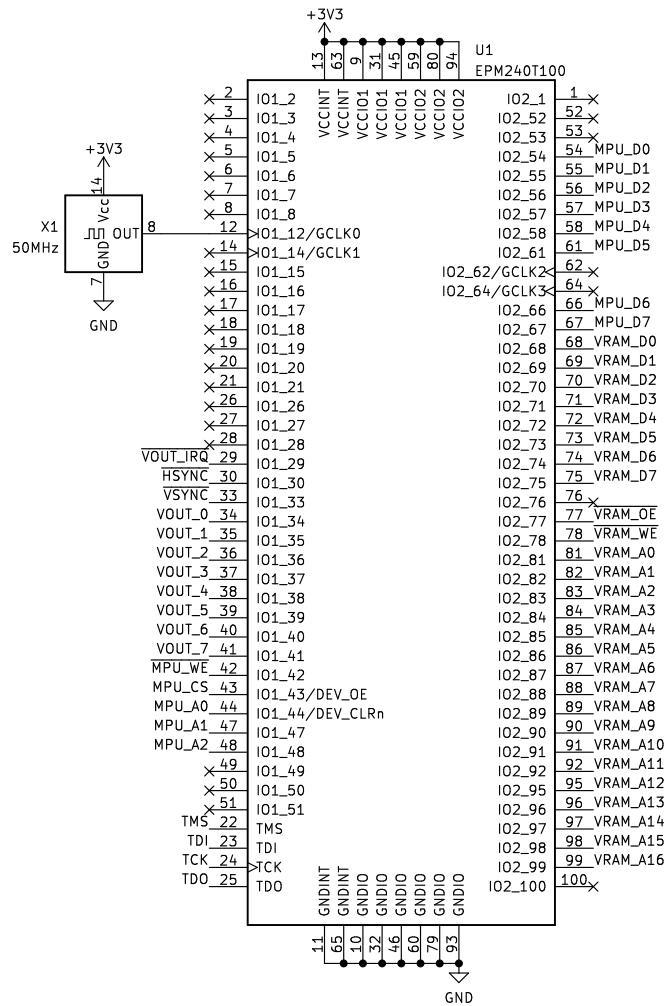 +3V3
U1
EPM240T100
13 63 9 31 45 59 80 94
VCCINT VCCINT VCCIO1 VCCIO1 VCCIO1 VCCIO2 VCCIO2 VCCIO2
2 IO1_2 IO2_1 1
3 IO1_3 IO2_52 52
4 IO1_4 IO2_53 53
5 IO1_5 IO2_54 54 MPU_D0
6 IO1_6 IO2_55 55 MPU_D1
7 IO1_7 IO2_56 56 MPU_D2
8 IO1_8 IO2_57 57 MPU_D3
12 IO1_12/GCLK0 IO2_58 58 MPU_D4
14 IO1_14/GCLK1 IO2_61 61 MPU_D5
15 IO1_15 IO2_62/GCLK2 62
16 IO1_16 IO2_64/GCLK3 64
17 IO1_17 IO2_66 66 MPU_D6
18 IO1_18 IO2_67 67 MPU_D7
19 IO1_19 IO2_68 68 VRAM_D0
20 IO1_20 IO2_69 69 VRAM_D1
21 IO1_21 IO2_70 70 VRAM_D2
26 IO1_26 IO2_71 71 VRAM_D3
27 IO1_27 IO2_72 72 VRAM_D4
28 IO1_28 IO2_73 73 VRAM_D5
VOUT_IRQ 29 IO1_29 IO2_74 74 VRAM_D6
HSYNC 30 IO1_30 IO2_75 75 VRAM_D7
VSYNC 33 IO1_33 IO2_76 76
VOUT_0 34 IO1_34 IO2_77 77 VRAM_OE
VOUT_1 35 IO1_35 IO2_78 78 VRAM_WE
VOUT_2 36 IO1_36 IO2_81 81 VRAM_A0
VOUT_3 37 IO1_37 IO2_82 82 VRAM_A1
VOUT_4 38 IO1_38 IO2_83 83 VRAM_A2
VOUT_5 39 IO1_39 IO2_84 84 VRAM_A3
VOUT_6 40 IO1_40 IO2_85 85 VRAM_A4
VOUT_7 41 IO1_41 IO2_86 86 VRAM_A5
MPU_WE 42 IO1_42 IO2_87 87 VRAM_A6
MPU_CS 43 IO1_43/DEV_OE IO2_88 88 VRAM_A7
MPU_A0 44 IO1_44/DEV_CLRn IO2_89 89 VRAM_A8
MPU_A1 47 IO1_47 IO2_90 90 VRAM_A9
MPU_A2 48 IO1_48 IO2_91 91 VRAM_A10
49 IO1_49 IO2_92 92 VRAM_A11
50 IO1_50 IO2_95 95 VRAM_A12
51 IO1_51 IO2_96 96 VRAM_A13
TMS 22 TMS IO2_97 97 VRAM_A14
TDI 23 TDI IO2_98 98 VRAM_A15
TCK 24 TCK IO2_99 99 VRAM_A16
TDO 25 TDO IO2_100 100
GNDINT GNDINT GNDIO GNDIO GNDIO GNDIO GNDIO GNDIO
11 65 10 32 46 60 79 93
GND
+3V3
14
Vcc
X1
50MHz
OUT 8
GND
7
GND